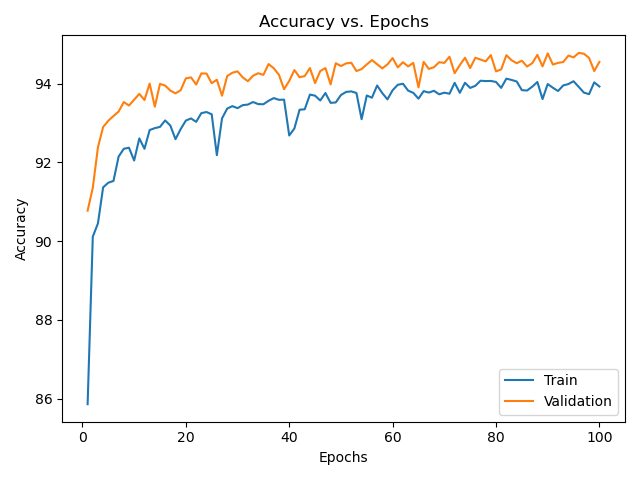 Accuracy vs. Epochs
94
92
90
88
86
Accuracy
0 20 40 60 80 100
Epochs
Train
Validation